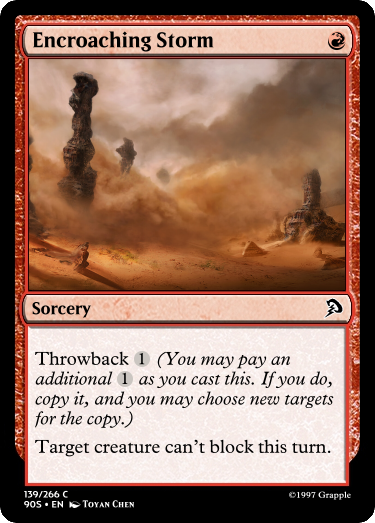 Encroaching Storm
Sorcery
Throwback 1 (You may pay an
additional 1 as you cast this. If you do,
copy it, and you may choose new targets
for the copy.)
Target creature can't block this turn.
139/266 C
90S • EN Toyan Chen
©1997 Grapple